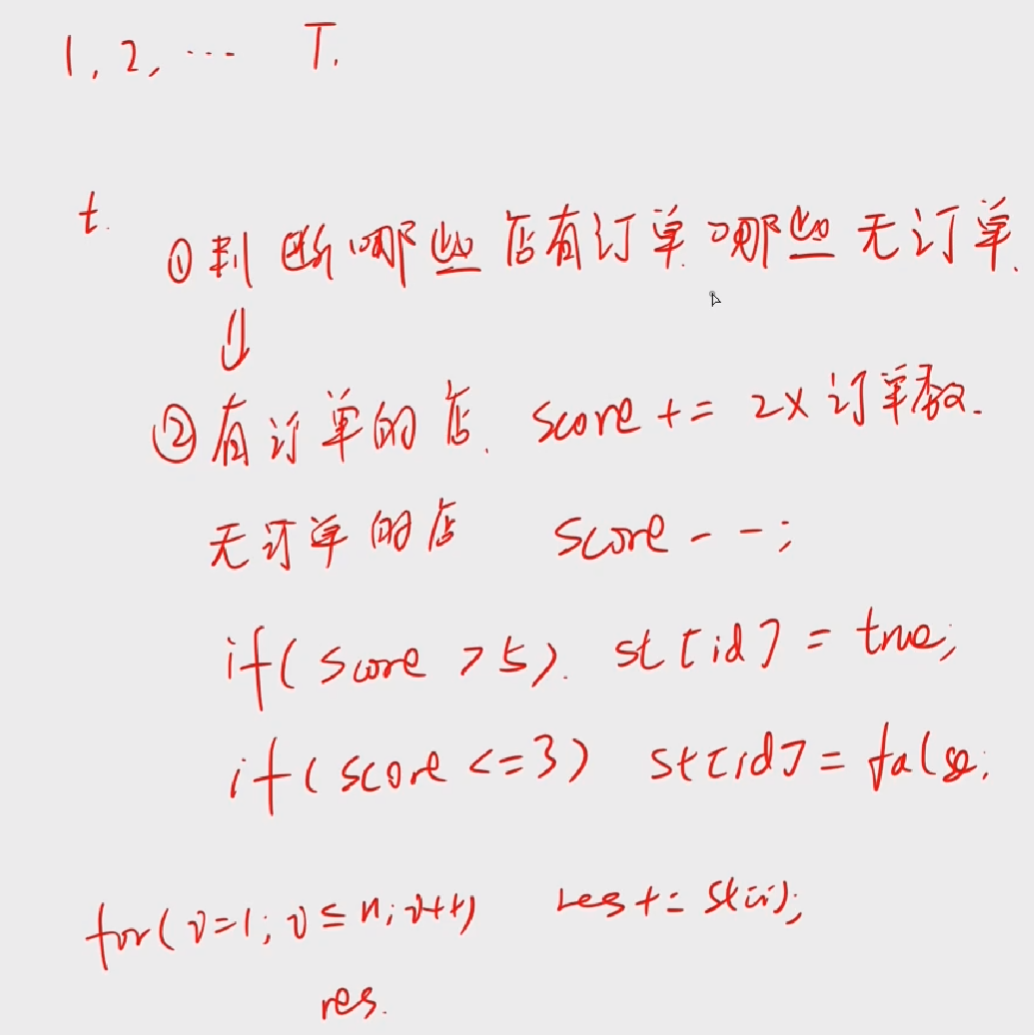 1, 2, ... T.
t.
①判断哪些店有订单.哪些无订单.
②有订单的店. score += 2x订单数.
无订单的店 score--;
if(score >5). st[id] = true;
if(score <=3) st[id] = false;
for(i=1; i≤n; i++) res += st[i];
res.